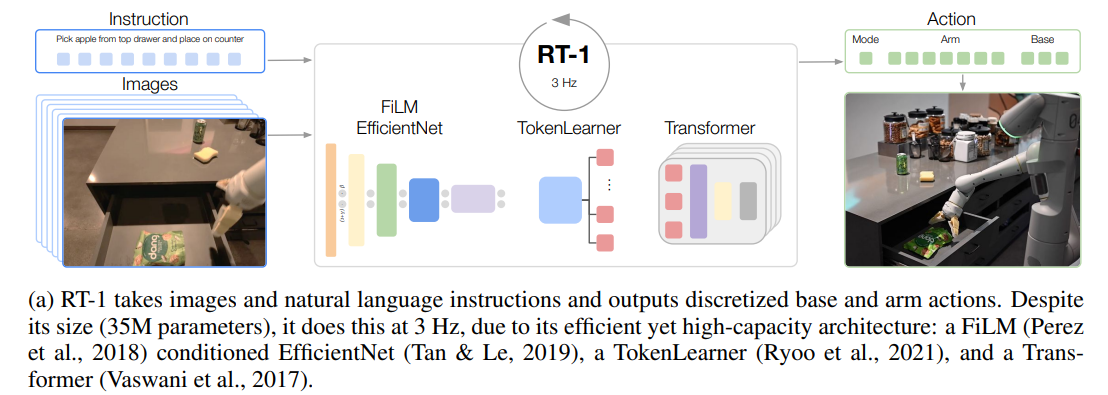 Instruction
Pick apple from top drawer and place on counter
Images
RT-1
3 Hz
FiLM
EfficientNet
TokenLearner
Transformer
Action
Mode Arm Base
dang
(a) RT-1 takes images and natural language instructions and outputs discretized base and arm actions. Despite
its size (35M parameters), it does this at 3 Hz, due to its efficient yet high-capacity architecture: a FiLM (Perez
et al., 2018) conditioned EfficientNet (Tan & Le, 2019), a TokenLearner (Ryoo et al., 2021), and a Trans-
former (Vaswani et al., 2017).